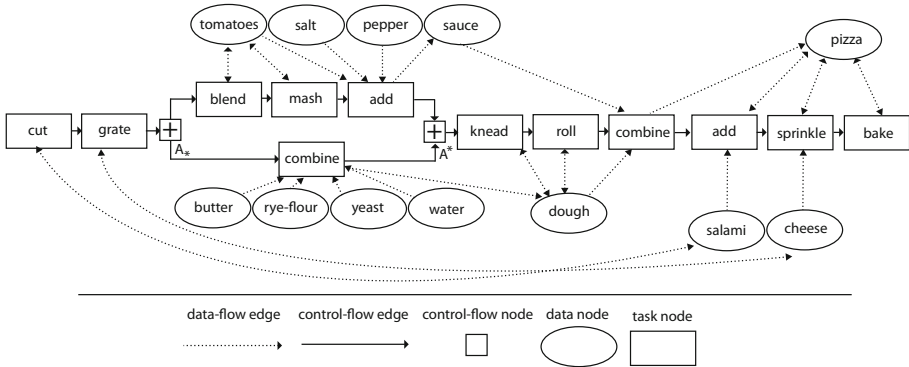 tomatoes salt pepper sauce
pizza
blend mash add
cut grate + + knead roll combine add sprinkle bake
A* A*
combine
butter rye-flour yeast water dough
salami cheese
data-flow edge control-flow edge control-flow node data node task node